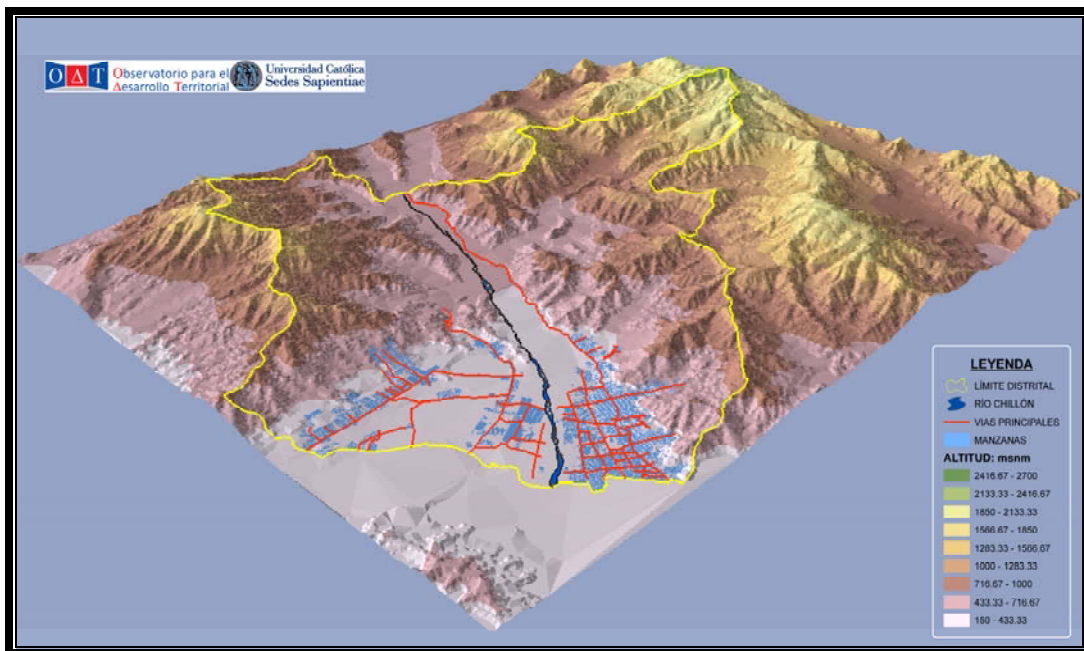 OΔT Observatorio para el
Δesarrollo Territorial
Universidad Católica
Sedes Sapientiae
LEYENDA
LÍMITE DISTRITAL
RÍO CHILLÓN
VIAS PRINCIPALES
MANZANAS
ALTITUD: msnm
2416.67 - 2700
2133.33 - 2416.67
1850 - 2133.33
1566.67 - 1850
1283.33 - 1566.67
1000 - 1283.33
716.67 - 1000
433.33 - 716.67
150 - 433.33